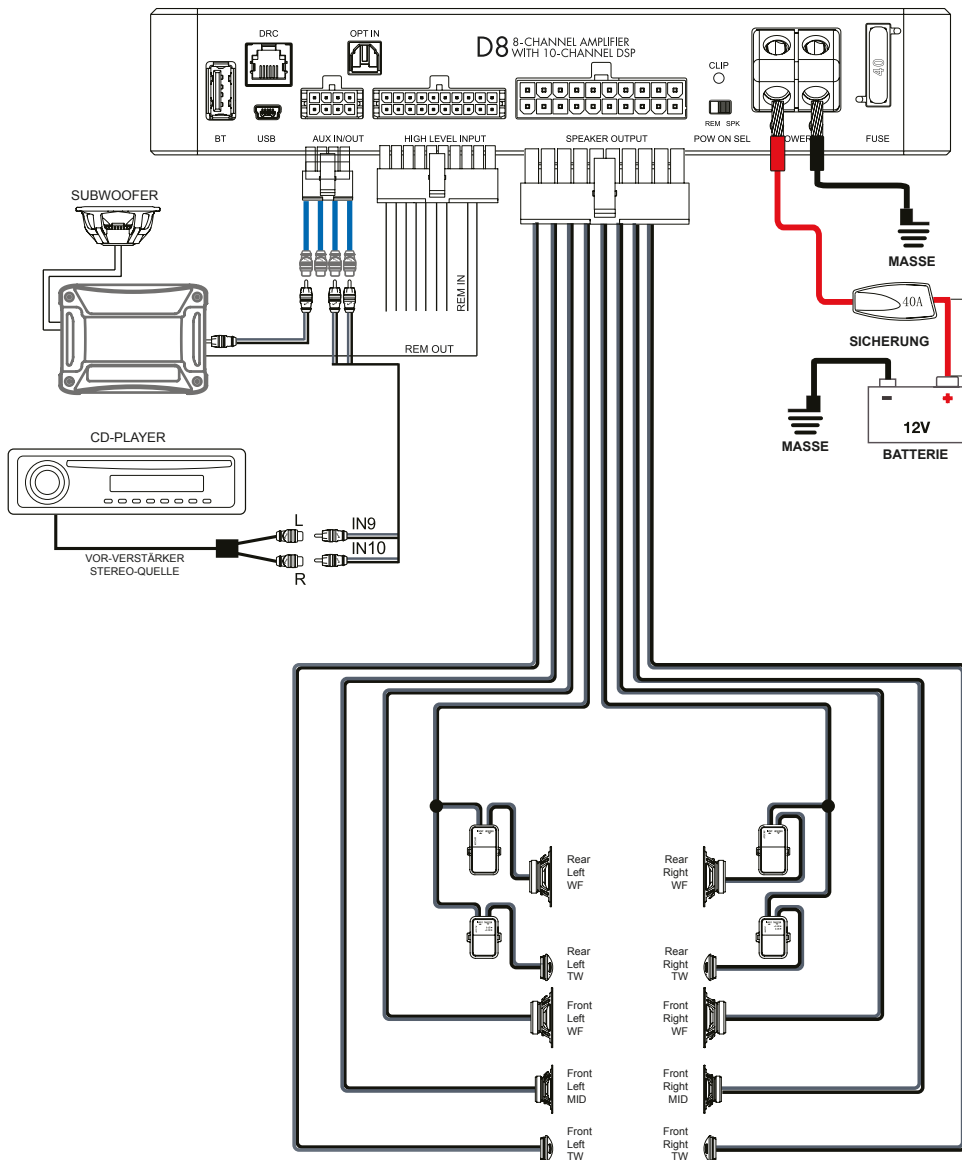 DRC
OPT IN
D8 8-CHANNEL AMPLIFIER
WITH 10-CHANNEL DSP
CLIP
40
REM SPK
BT
USB
AUX IN/OUT
HIGH LEVEL INPUT
SPEAKER OUTPUT
POW ON SEL
POWER
FUSE
SUBWOOFER
MASSE
REM IN
40A
SICHERUNG
REM OUT
MASSE
- +
12V
BATTERIE
CD-PLAYER
L
IN9
IN10
R
VOR-VERSTÄRKER
STEREO-QUELLE
Rear
Left
WF
Rear
Right
WF
Rear
Left
TW
Rear
Right
TW
Front
Left
WF
Front
Right
WF
Front
Left
MID
Front
Right
MID
Front
Left
TW
Front
Right
TW